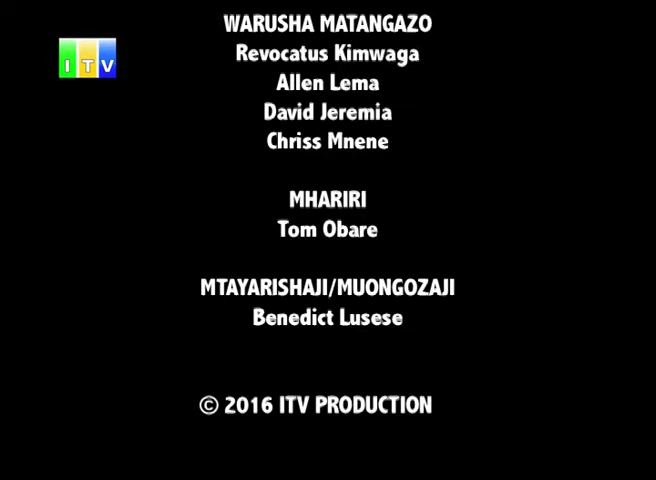 ITV
WARUSHA MATANGAZO
Revocatus Kimwaga
Allen Lema
David Jeremia
Chriss Mnene
MHARIRI
Tom Obare
MTAYARISHAJI/MUONGOZAJI
Benedict Lusese
© 2016 ITV PRODUCTION